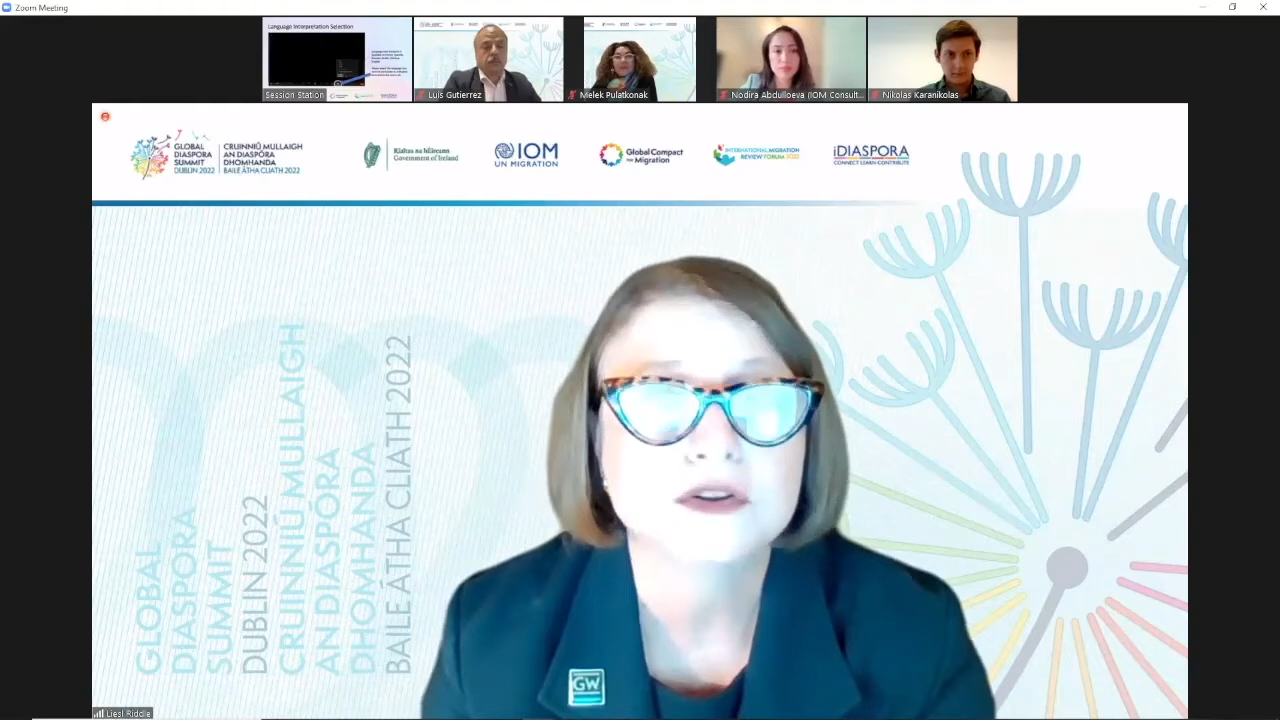 Zoom Meeting
Language Interpretation Selection
Session Station
Luis Gutierrez
Melek Pulatkonak
Nodira Abdulloeva (IOM Consult...
Nikolas Karanikolas
GLOBAL
DIASPORA
SUMMIT
DUBLIN 2022
CRUINNIÚ MULLAIGH
AN DIASPÓRA
DHOMHANDA
BAILE ÁTHA CLIATH 2022
Rialtas na hÉireann
Government of Ireland
IOM
UN MIGRATION
Global Compact
for Migration
INTERNATIONAL MIGRATION
REVIEW FORUM 2022
iDIASPORA
CONNECT·LEARN·CONTRIBUTE
GLOBAL
DIASPORA
SUMMIT
DUBLIN 2022
CRUINNIÚ MULLAIGH
AN DIASPÓRA
DHOMHANDA
BAILE ÁTHA CLIATH 2022
GW
Liesl Riddle